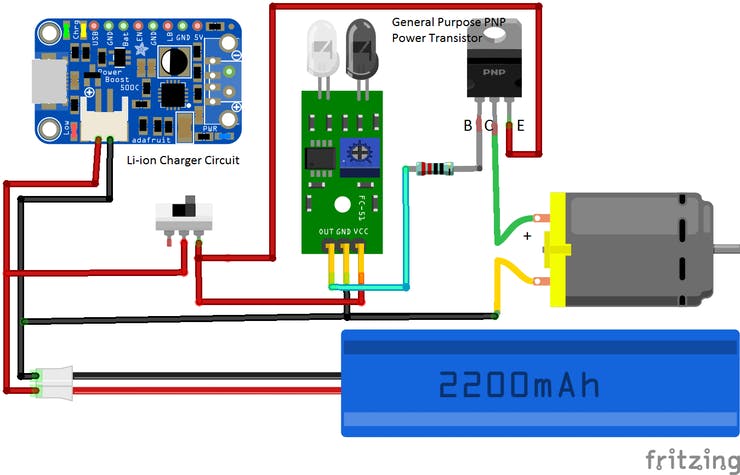 Chrg
USB
GND
Bat
EN
GND
LB
GND
5V
Power
Boost
500C
Low
adafruit
PWR
Li-ion Charger Circuit
General Purpose PNP
Power Transistor
PNP
B C E
FC-51
OUT GND VCC
+
2200mAh
fritzing